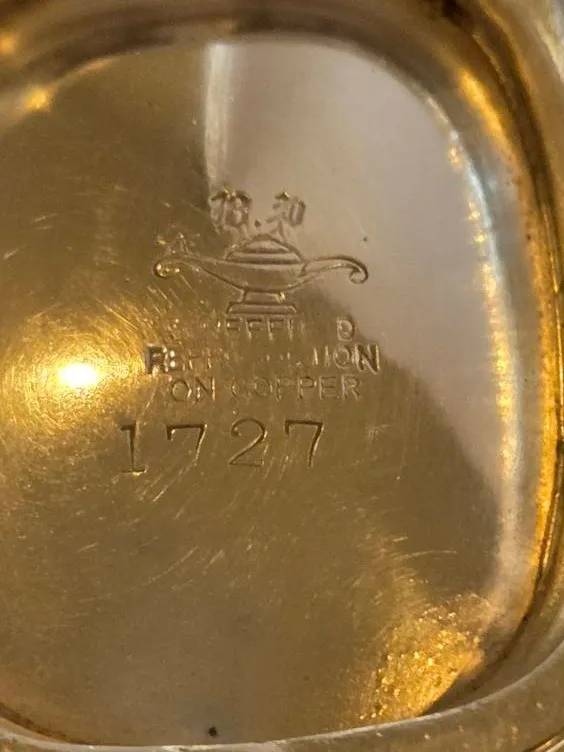 SHEFFIELD
REPRODUCTION
ON COPPER
1727